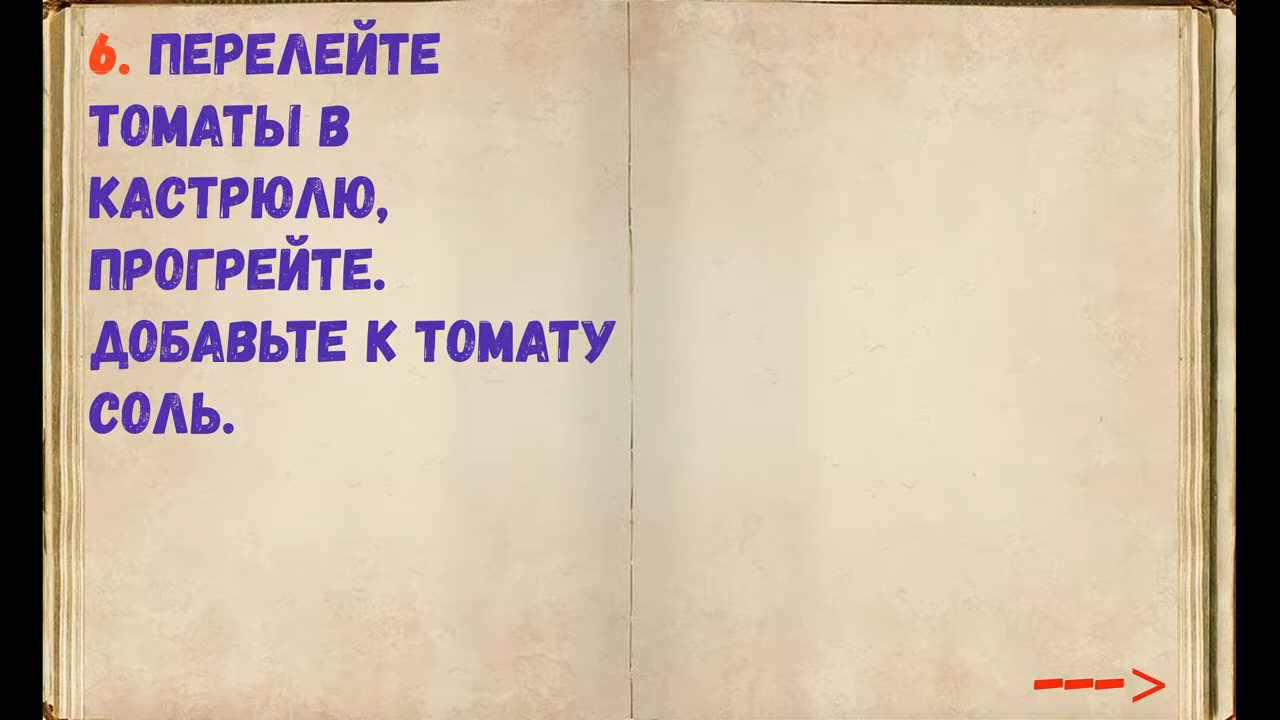 6. ПЕРЕЛЕЙТЕ
ТОМАТЫ В
КАСТРЮЛЮ,
ПРОГРЕЙТЕ.
ДОБАВЬТЕ К ТОМАТУ
СОЛЬ.
--->